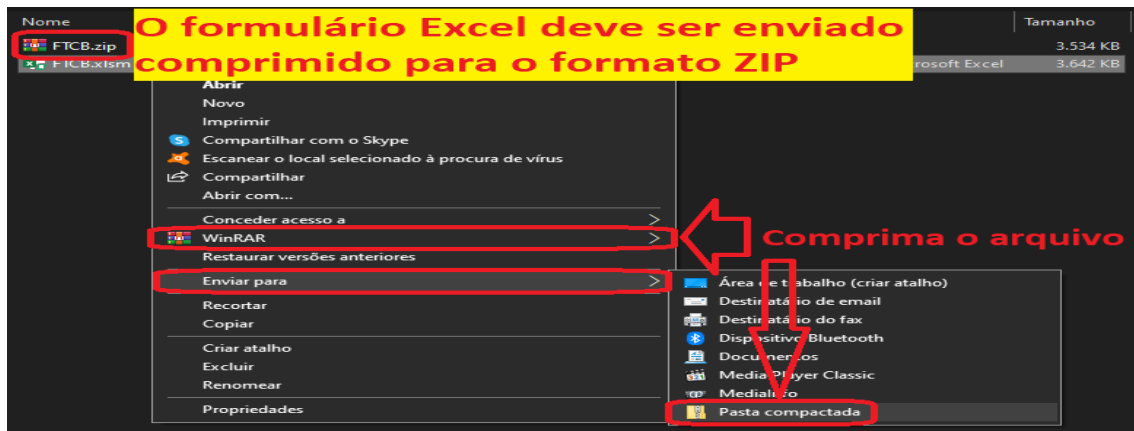 Nome
Tamanho
O formulário Excel deve ser enviado
FTCB.zip
3.534 KB
comprimido para o formato ZIP
FTCB.xlsm
rosoft Excel
3.642 KB
Abrir
Novo
Imprimir
Compartilhar com o Skype
Escanear o local selecionado à procura de vírus
Compartilhar
Abrir com...
Conceder acesso a
WinRAR
Comprima o arquivo
Restaurar versões anteriores
Enviar para
Área de trabalho (criar atalho)
Destinatário de email
Recortar
Copiar
Destinatário do fax
Dispositivo Bluetooth
Criar atalho
Documentos
Excluir
Media Player Classic
Renomear
MediaInfo
Propriedades
Pasta compactada